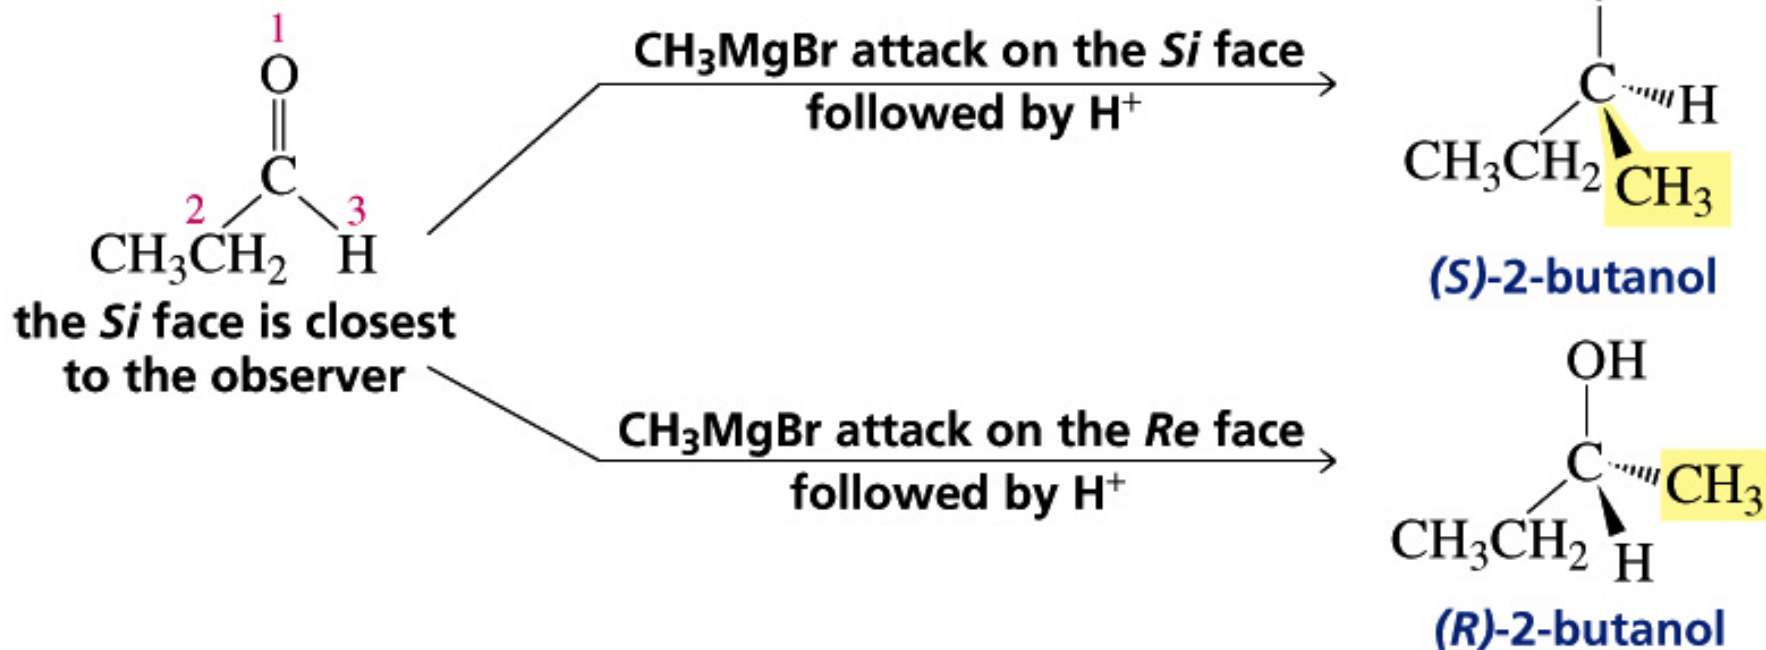 1
O
C
2 3
CH₃CH₂ H
the Si face is closest
to the observer
CH₃MgBr attack on the Si face
followed by H⁺
C H
CH₃CH₂ CH₃
(S)-2-butanol
CH₃MgBr attack on the Re face
followed by H⁺
OH
C CH₃
CH₃CH₂ H
(R)-2-butanol